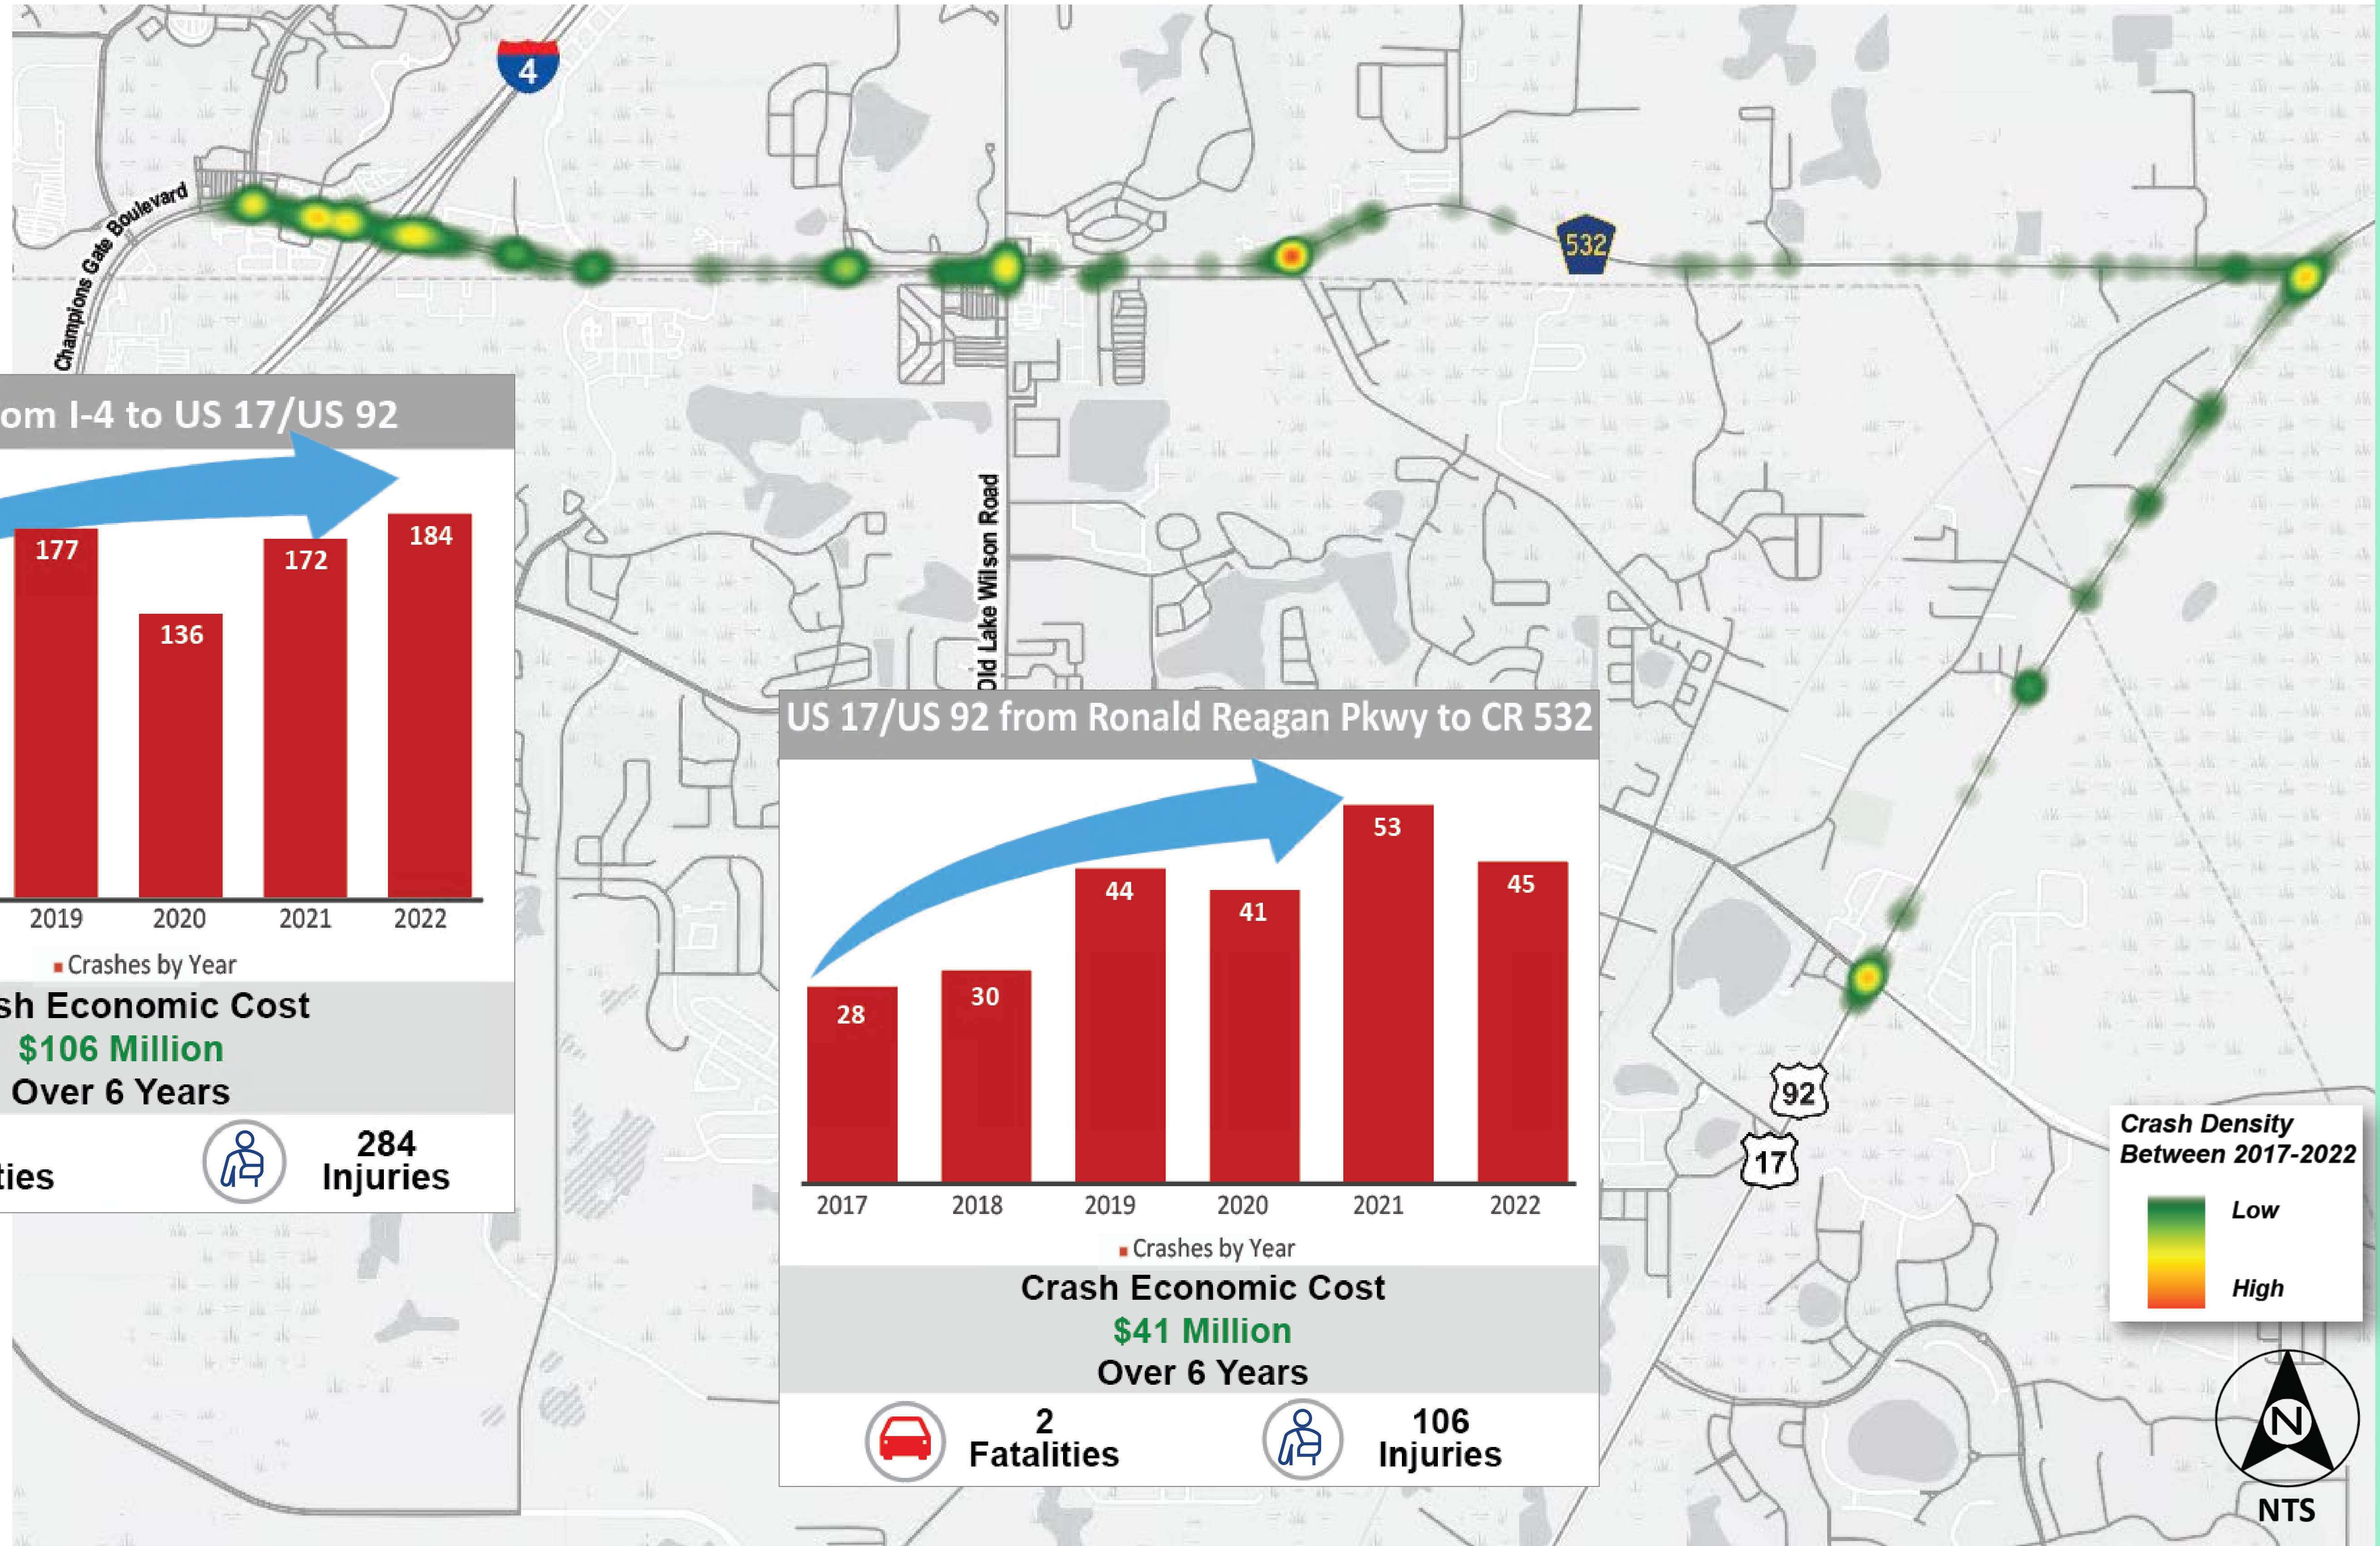 4
Champions Gate Boulevard
532
om I-4 to US 17/US 92
177
136
172
184
2019 2020 2021 2022
Crashes by Year
sh Economic Cost
$106 Million
Over 6 Years
ties
284
Injuries
Old Lake Wilson Road
US 17/US 92 from Ronald Reagan Pkwy to CR 532
28
30
44
41
53
45
2017 2018 2019 2020 2021 2022
Crashes by Year
Crash Economic Cost
$41 Million
Over 6 Years
2
Fatalities
106
Injuries
92
17
Crash Density
Between 2017-2022
Low
High
N
NTS